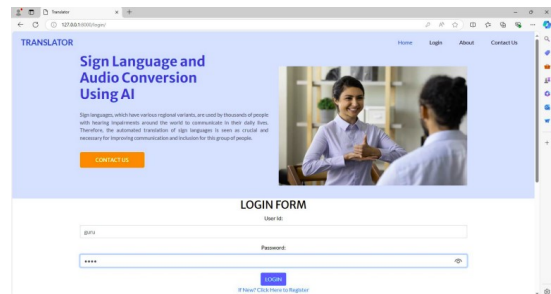 Translator
127.0.0.1:8000/login/
TRANSLATOR
Home Login About Contact Us
Sign Language and
Audio Conversion
Using AI
Sign languages, which have various regional variants, are used by thousands of people
with hearing impairments around the world to communicate in their daily lives.
Therefore, the automated translation of sign languages is seen as crucial and
necessary for improving communication and inclusion for this group of people.
CONTACT US
LOGIN FORM
User Id:
guru
Password:
••••
LOGIN
If New? Click Here to Register